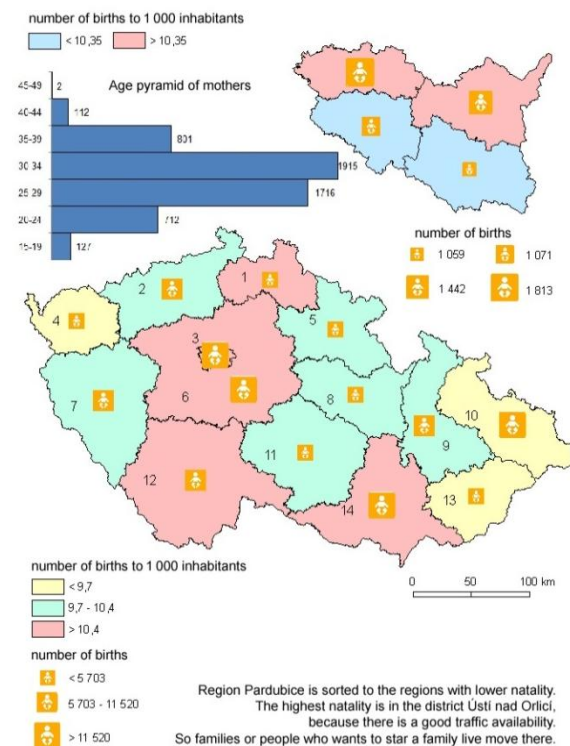 number of births to 1 000 inhabitants
< 10,35
> 10,35
Age pyramid of mothers
45-49
2
40-44
112
35-39
801
30 34
1915
25 29
1716
20-24
712
15-19
127
number of births
1 059
1 071
1 442
1 813
1
2
3
4
5
6
7
8
9
10
11
12
13
14
number of births to 1 000 inhabitants
< 9,7
9,7 - 10,4
> 10,4
0 50 100 km
number of births
< 5 703
5 703 - 11 520
> 11 520
Region Pardubice is sorted to the regions with lower natality.
The highest natality is in the district Ústí nad Orlicí,
because there is a good traffic availability.
So families or people who wants to star a family live move there.